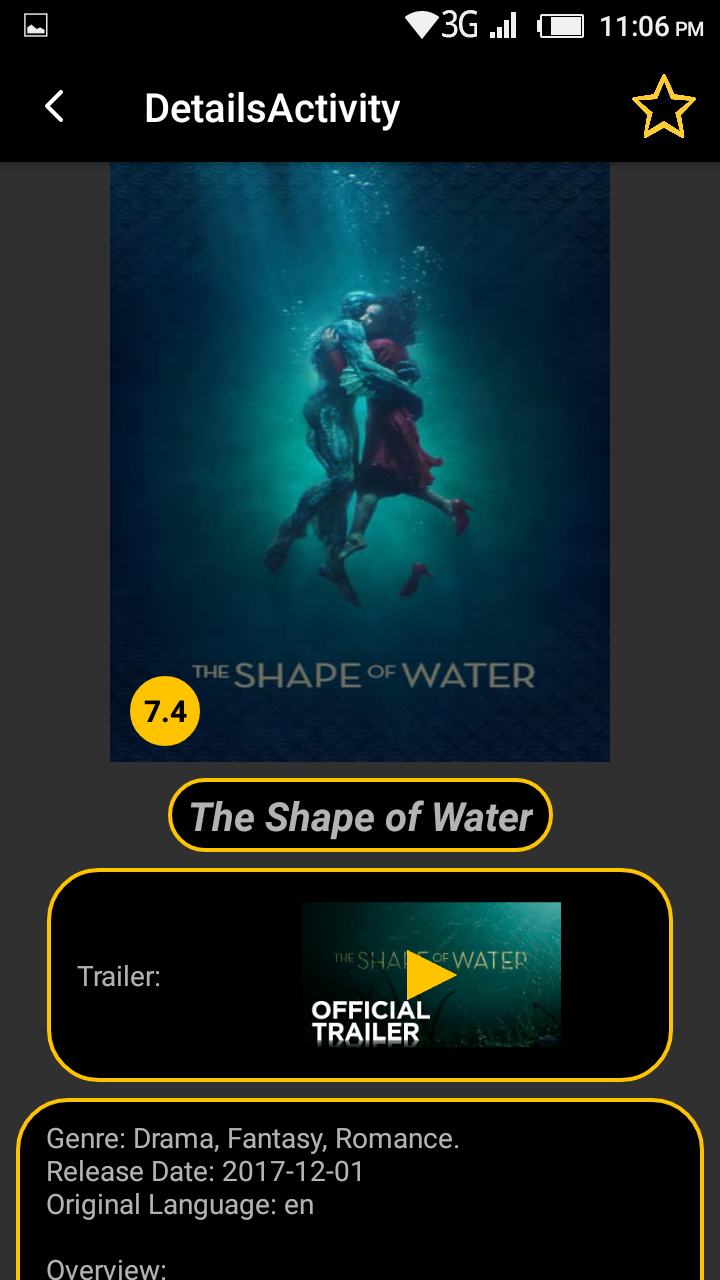 3G 11:06 PM
DetailsActivity
THE SHAPE OF WATER
7.4
The Shape of Water
Trailer:
THE SHAPE OF WATER
OFFICIAL
TRAILER
Genre: Drama, Fantasy, Romance.
Release Date: 2017-12-01
Original Language: en
Overview: